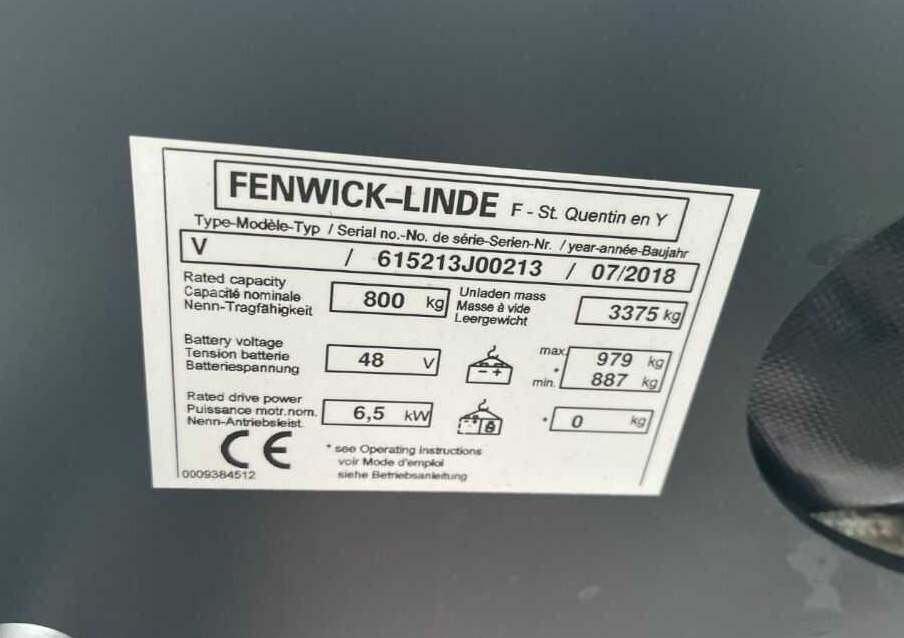 FENWICK–LINDE F - St. Quentin en Y
Type-Modèle-Typ / Serial no.-No. de série-Serien-Nr. / year-année-Baujahr
V / 615213J00213 / 07/2018
Rated capacity
Capacité nominale
Nenn-Tragfähigkeit
800 kg
Unladen mass
Masse à vide
Leergewicht
3375 kg
Battery voltage
Tension batterie
Batteriespannung
48 V
max. 979 kg
*
min. 887 kg
Rated drive power
Puissance motr.nom.
Nenn-Antriebsleist.
6,5 kW
* 0 kg
CE
* see Operating instructions
voir Mode d'emploi
siehe Betriebsanleitung
0009384512